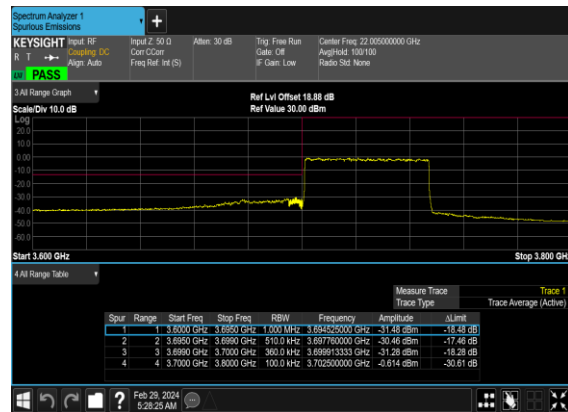 Spectrum Analyzer 1
Spurious Emissions
KEYSIGHT Input: RF Input Z: 50 Ω Atten: 30 dB Trig: Free Run Center Freq: 22.005000000 GHz
R T Coupling: DC Corr CCorr Gate: Off Avg|Hold: 100/100
Align: Auto Freq Ref: Int (S) IF Gain: Low Radio Std: None
PASS
3 All Range Graph
Ref Lvl Offset 18.88 dB
Scale/Div 10.0 dB Ref Value 30.00 dBm
Log
20.0
10.0
0.00
-10.0
-20.0
-30.0
-40.0
-50.0
-60.0
Start 3.600 GHz Stop 3.800 GHz
4 All Range Table
Measure Trace Trace 1
Trace Type Trace Average (Active)
Spur Range Start Freq Stop Freq RBW Frequency Amplitude ΔLimit
1 1 3.6000 GHz 3.6950 GHz 1.000 MHz 3.694525000 GHz -31.48 dBm -18.48 dB
2 2 3.6950 GHz 3.6990 GHz 510.0 kHz 3.697760000 GHz -30.46 dBm -17.46 dB
3 3 3.6990 GHz 3.7000 GHz 360.0 kHz 3.699913333 GHz -31.28 dBm -18.28 dB
4 4 3.7000 GHz 3.8000 GHz 100.0 kHz 3.702500000 GHz -0.614 dBm -30.61 dB
Feb 29, 2024
5:28:25 AM